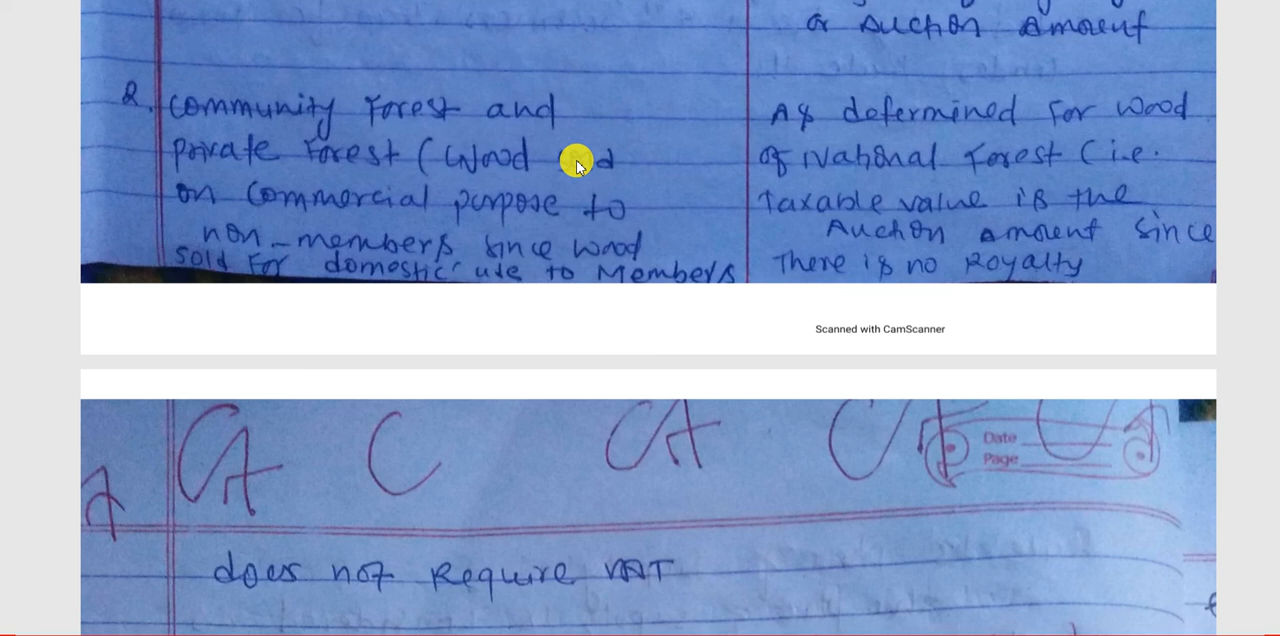 or Auction Amount
2. Community Forest and
private Forest (Wood
on Commercial purpose to
non-members since wood
sold For domestic use to Members
As determined For Wood
of National Forest (i.e.
Taxable value is the
Auction amount since
There is no Royalty
Scanned with CamScanner
CA C CA
Date
Page
does not Require VAT